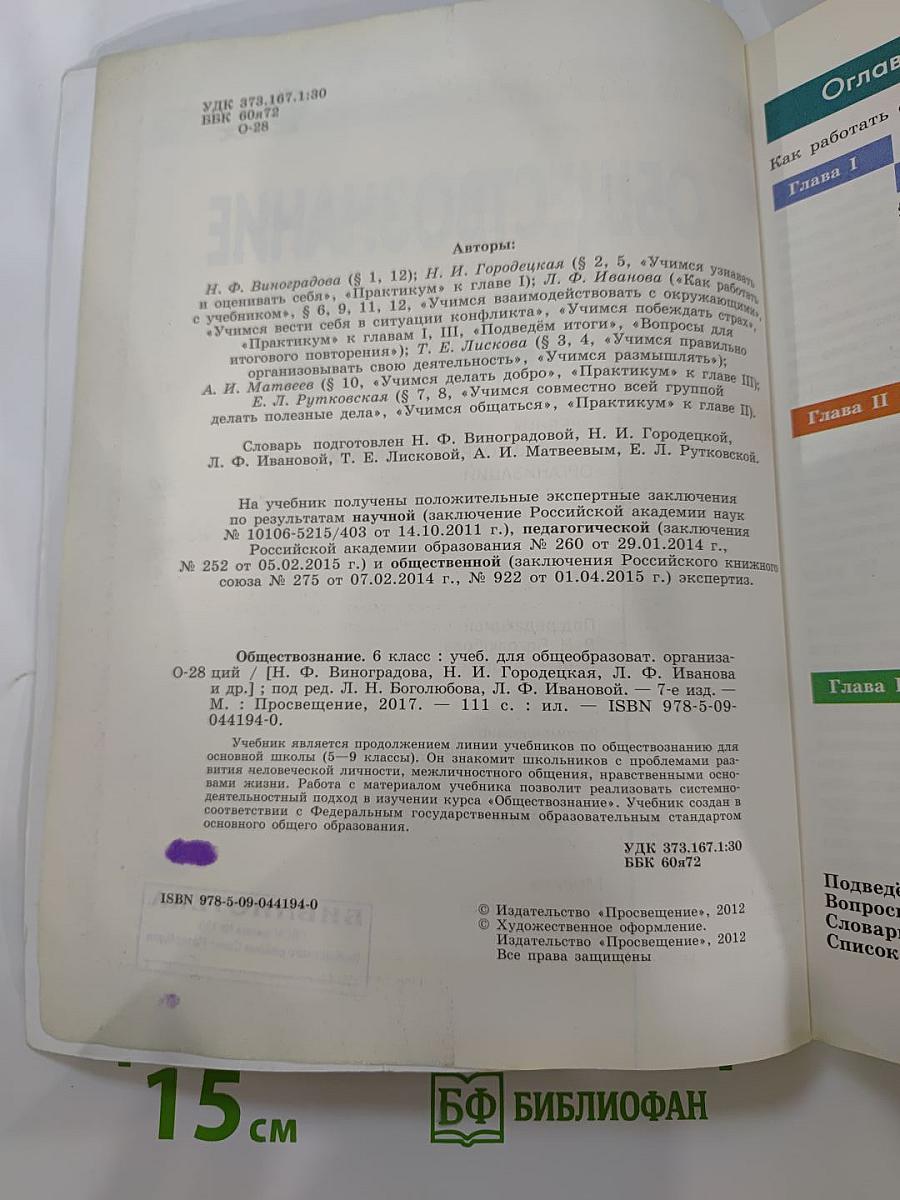 УДК 373.167.1:30
ББК 60я72
О-28
Авторы:
Н. Ф. Виноградова (§ 1, 12); Н. И. Городецкая (§ 2, 5, «Учимся узнавать
и оценивать себя», «Практикум» к главе I); Л. Ф. Иванова («Как работать
с учебником», § 6, 9, 11, 12, «Учимся взаимодействовать с окружающими»,
«Учимся вести себя в ситуации конфликта», «Учимся побеждать страх»,
«Практикум» к главам I, III, «Подведём итоги», «Вопросы для
итогового повторения»); Т. Е. Лискова (§ 3, 4, «Учимся правильно
организовывать свою деятельность», «Учимся размышлять»);
А. И. Матвеев (§ 10, «Учимся делать добро», «Практикум» к главе III);
Е. Л. Рутковская (§ 7, 8, «Учимся совместно всей группой
делать полезные дела», «Учимся общаться», «Практикум» к главе II).
Словарь подготовлен Н. Ф. Виноградовой, Н. И. Городецкой,
Л. Ф. Ивановой, Т. Е. Лисковой, А. И. Матвеевым, Е. Л. Рутковской.
На учебник получены положительные экспертные заключения
по результатам научной (заключение Российской академии наук
№ 10106-5215/403 от 14.10.2011 г.), педагогической (заключения
Российской академии образования № 260 от 29.01.2014 г.,
№ 252 от 05.02.2015 г.) и общественной (заключения Российского книжного
союза № 275 от 07.02.2014 г., № 922 от 01.04.2015 г.) экспертиз.
Обществознание. 6 класс : учеб. для общеобразоват. организа-
О-28 ций / [Н. Ф. Виноградова, Н. И. Городецкая, Л. Ф. Иванова
и др.] ; под ред. Л. Н. Боголюбова, Л. Ф. Ивановой. — 7-е изд. —
М. : Просвещение, 2017. — 111 с. : ил. — ISBN 978-5-09-
044194-0.
Учебник является продолжением линии учебников по обществознанию для
основной школы (5—9 классы). Он знакомит школьников с проблемами раз-
вития человеческой личности, межличностного общения, нравственными осно-
вами жизни. Работа с материалом учебника позволит реализовать системно-
деятельностный подход в изучении курса «Обществознание». Учебник создан в
соответствии с Федеральным государственным образовательным стандартом
основного общего образования.
УДК 373.167.1:30
ББК 60я72
ISBN 978-5-09-044194-0
© Издательство «Просвещение», 2012
© Художественное оформление.
Издательство «Просвещение», 2012
Все права защищены
Оглав
Как работать
Глава I
Глава II
Глава I
Подведё
Вопросы
Словарь
Список
15 см
БФ БИБЛИОФАН